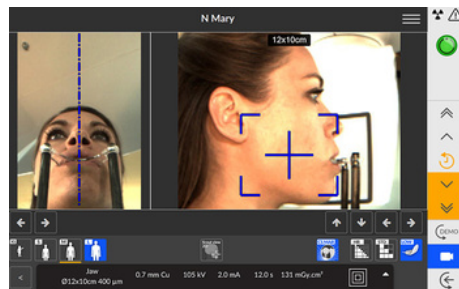 N Mary
12x10cm
DEMO
Jaw
Ø12x10cm 400 µm
0.7 mm Cu 105 kV 2.0 mA 12.0 s 131 mGy.cm²